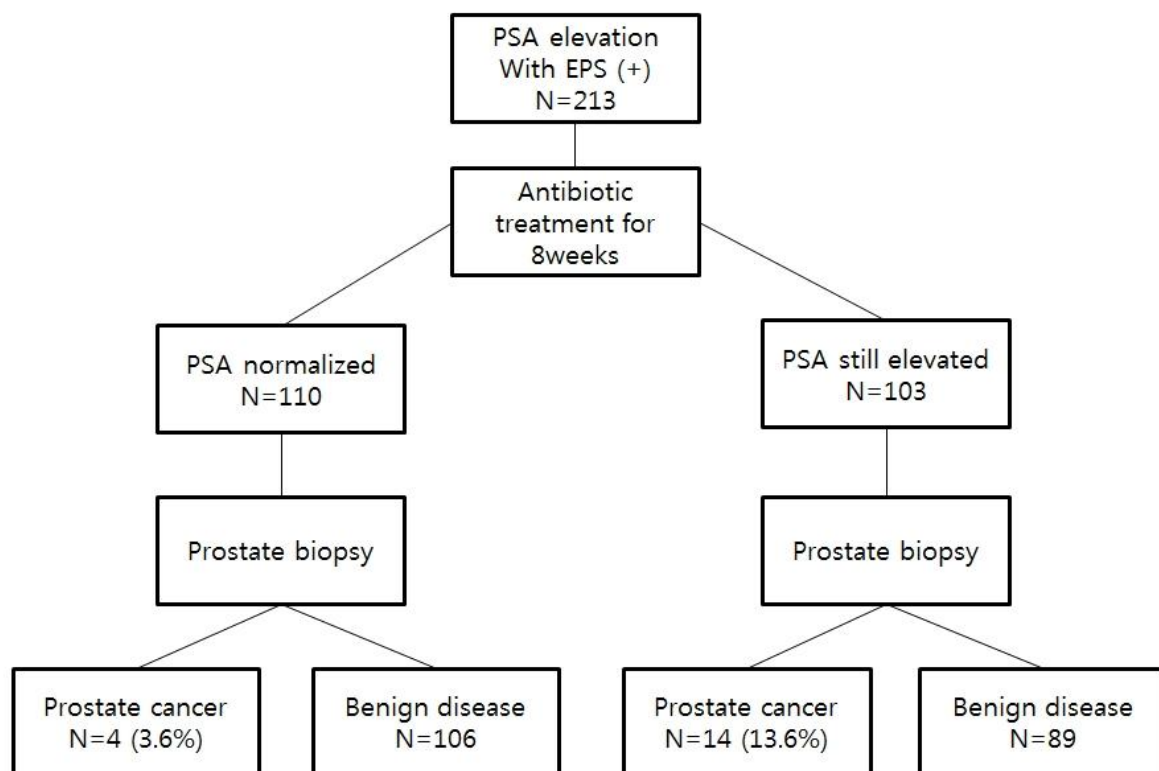 PSA elevation
With EPS (+)
N=213
Antibiotic
treatment for
8weeks
PSA normalized
N=110
PSA still elevated
N=103
Prostate biopsy
Prostate biopsy
Prostate cancer
N=4 (3.6%)
Benign disease
N=106
Prostate cancer
N=14 (13.6%)
Benign disease
N=89